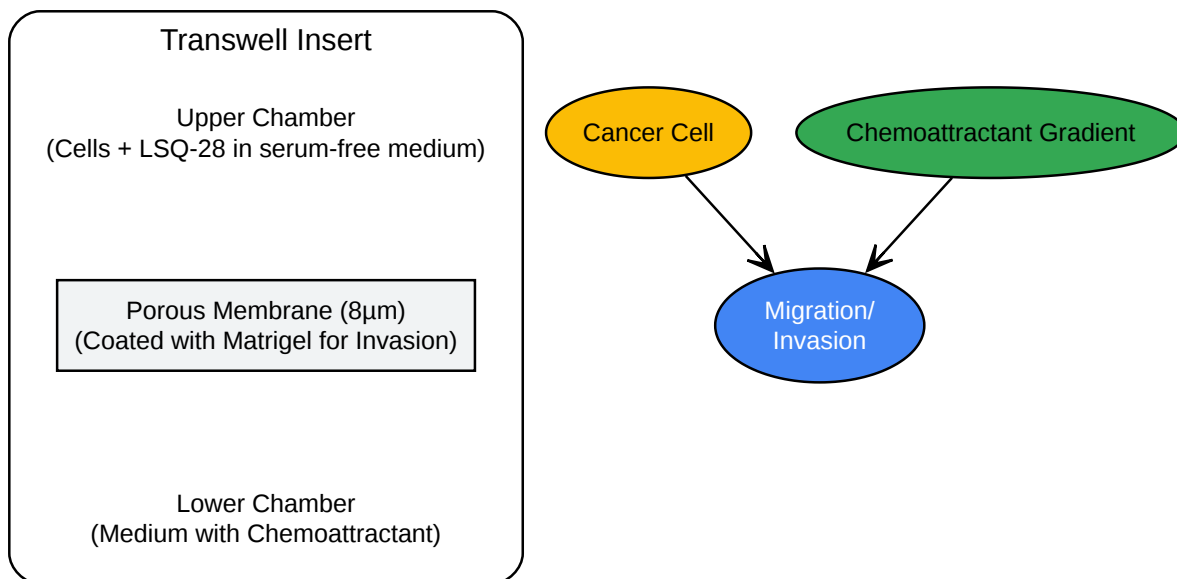 Transwell Insert
Upper Chamber
(Cells + LSQ-28 in serum-free medium)
Porous Membrane (8µm)
(Coated with Matrigel for Invasion)
Lower Chamber
(Medium with Chemoattractant)
Cancer Cell
Chemoattractant Gradient
Migration/
Invasion